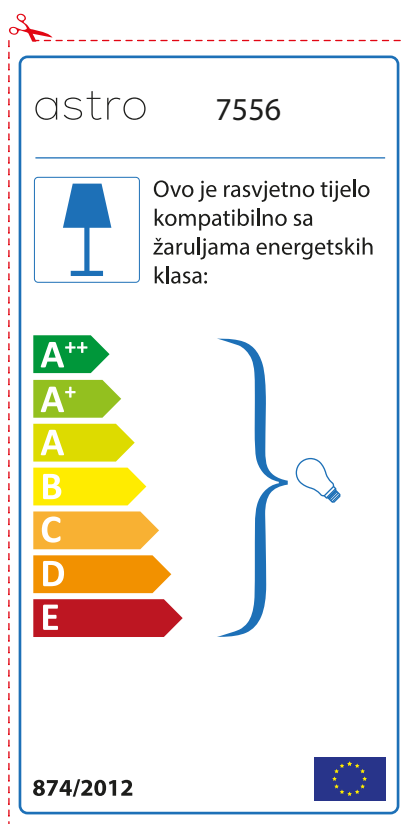 astro 7556
Ovo je rasvjetno tijelo
kompatibilno sa
žaruljama energetskih
klasa:
A++
A+
A
B
C
D
E
874/2012